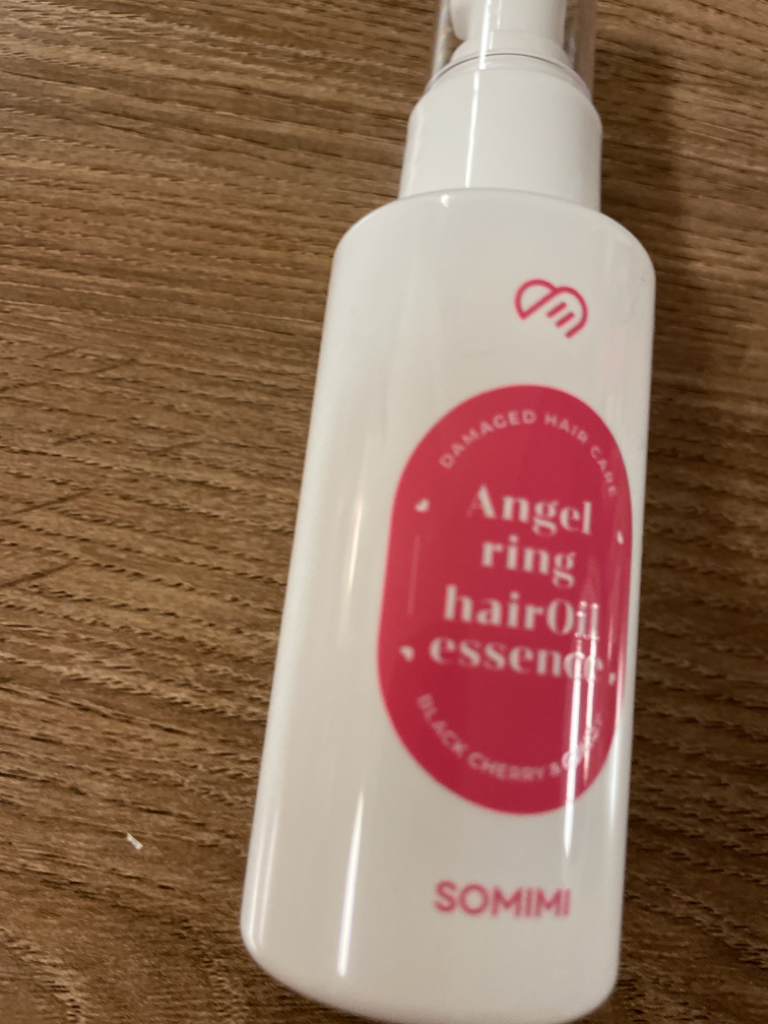 DAMAGED HAIR CARE
Angel
ring
hairOil
essence
BLACK CHERRY &
SOMIMI